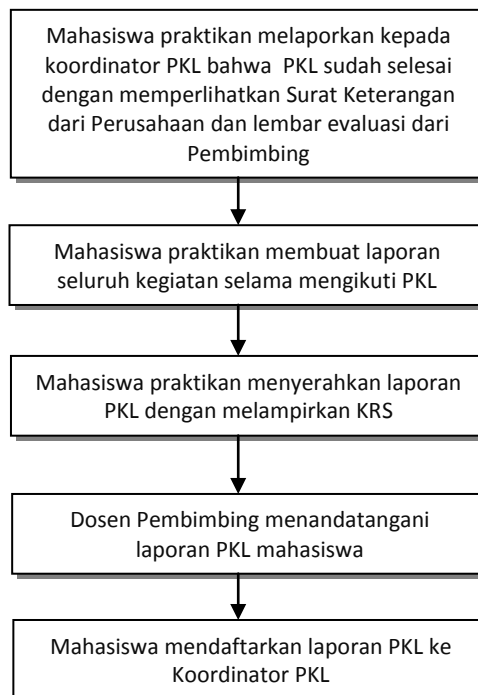 Mahasiswa praktikan melaporkan kepada
koordinator PKL bahwa  PKL sudah selesai
dengan memperlihatkan Surat Keterangan
dari Perusahaan dan lembar evaluasi dari
Pembimbing
Mahasiswa praktikan membuat laporan
seluruh kegiatan selama mengikuti PKL
Mahasiswa praktikan menyerahkan laporan
PKL dengan melampirkan KRS
Dosen Pembimbing menandatangani
laporan PKL mahasiswa
Mahasiswa mendaftarkan laporan PKL ke
Koordinator PKL